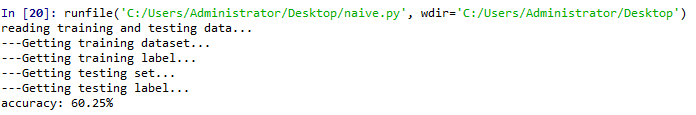 In [20]: runfile('C:/Users/Administrator/Desktop/naive.py', wdir='C:/Users/Administrator/Desktop')
reading training and testing data...
---Getting training dataset...
---Getting training label...
---Getting testing set...
---Getting testing label...
accuracy: 60.25%